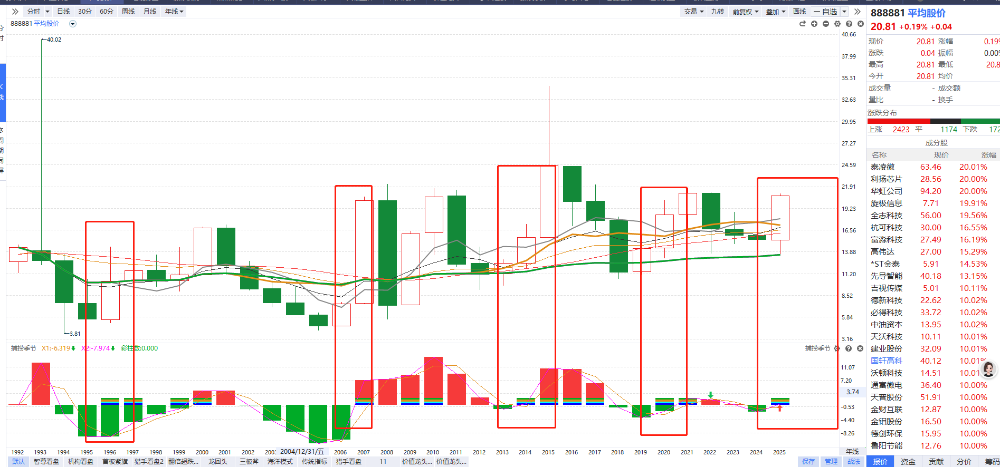 分时 日线 30分 60分 周线 月线 年线
交易 九转 前复权 叠加 画线 一 自选
888881 平均股价
888881 平均股价
20.81 +0.19% +0.04
现价 20.81 涨幅 0.19%
涨跌 0.04 振幅 0.00
最高 20.81 最低 20.8
今开 20.81 均价
成交量 - 成交额
量比 - 换手
涨跌分布
上涨 2423 平 1174 下跌 172
成分股
名称 现价 涨幅
泰凌微 63.46 20.01%
利扬芯片 28.56 20.00%
华虹公司 94.20 20.00%
旋极信息 7.71 19.91%
全志科技 56.00 19.56%
杭可科技 30.00 16.55%
富淼科技 27.49 16.19%
高伟达 27.00 15.29%
*ST金泰 5.91 14.53%
先导智能 40.18 13.15%
吉视传媒 5.01 10.11%
德新科技 22.62 10.02%
必得科技 33.72 10.02%
中油资本 13.95 10.02%
天沃科技 10.11 10.01%
建业股份 32.09 10.01%
国轩高科 40.12 10.01%
沃顿科技 14.51 10.01
通富微电 36.40 10.00%
天普股份 51.91 10.00%
金财互联 12.87 10.00%
金钼股份 16.50 10.00%
德创环保 15.95 10.00%
鲁阳节能 12.76 10.00%
报价 资金 贡献 分价 筹码
40.02
3.81
40.66
37.99
35.31
32.63
29.95
27.27
24.59
21.91
19.23
16.56
13.88
11.20
8.52
5.84
3.16
捕捞季节 X1:-6.319 X2:-7.974 彩柱数:0.000
捕捞季节
11.07
7.20
3.74
-0.53
-4.40
-8.26
1992 1993 1994 1995 1996 1997 1998 1999 2000 2001 2002 2003 2004/12/31/五 2006 2007 2008 2009 2010 2011 2012 2013 2014 2015 2016 2017 2018 2019 2020 2021 2022 2023 2024 2025 年线
默认 智尊看盘 机构看盘 首板紫旗 猎手看盘2 翻倍超跌... 龙回头 三板斧 海洋模式 传统指标 猎手看盘 11 价值龙头... 价值龙头... 保存 管理 战法